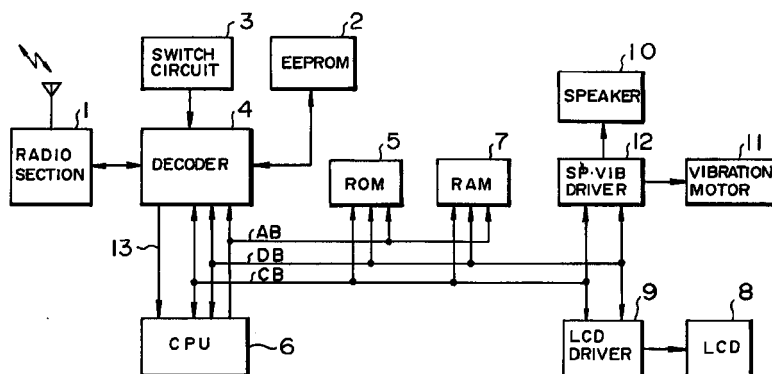 3
2
10
SWITCH
CIRCUIT
EEPROM
SPEAKER
1
4
5
7
12
11
RADIO
SECTION
DECODER
ROM
RAM
SP·VIB
DRIVER
VIBRATION
MOTOR
AB
13
DB
CB
9
8
CPU
6
LCD
DRIVER
LCD